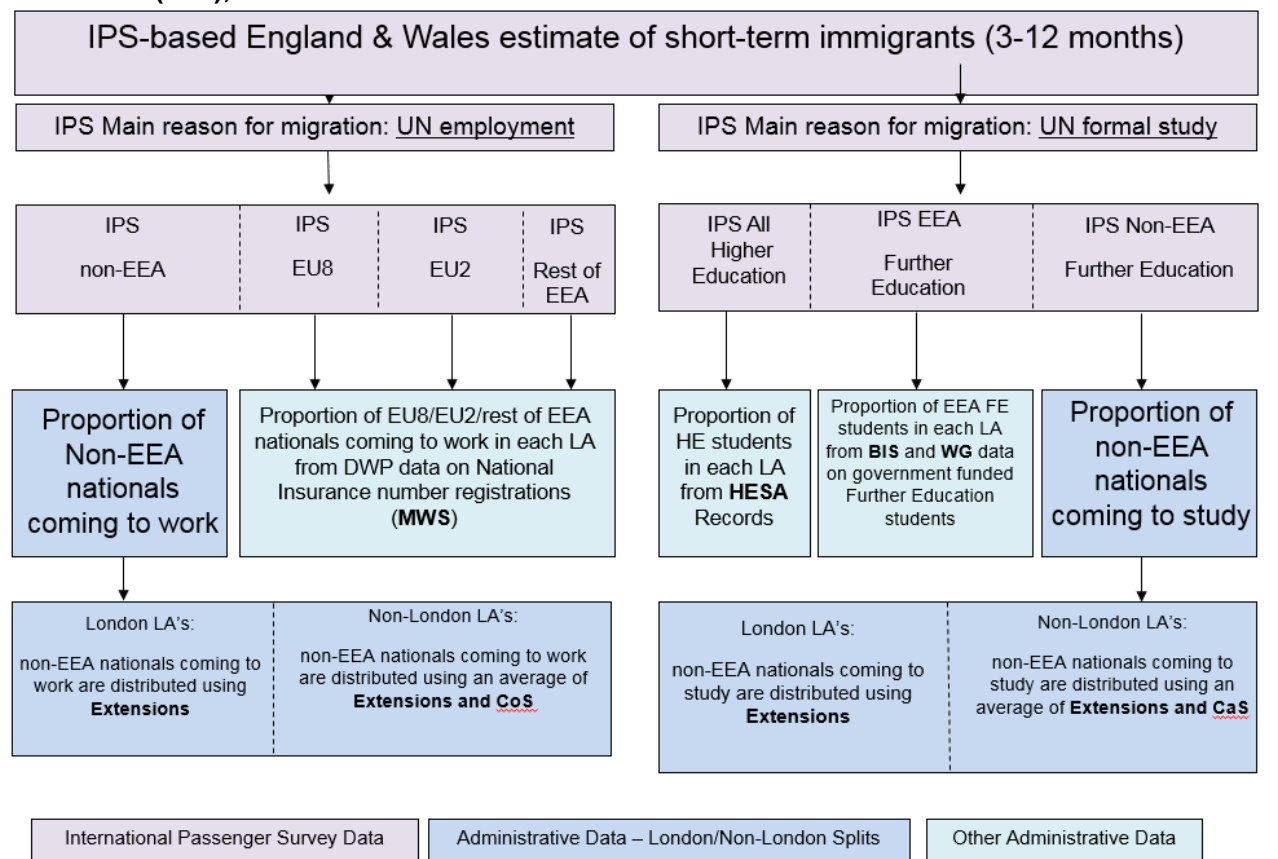 IPS-based England & Wales estimate of short-term immigrants (3-12 months)
IPS Main reason for migration: UN employment
IPS Main reason for migration: UN formal study
IPS
non-EEA
IPS
EU8
IPS
EU2
IPS
Rest of
EEA
IPS All
Higher
Education
IPS EEA
Further
Education
IPS Non-EEA
Further Education
Proportion of
Non-EEA
nationals
coming to work
Proportion of EU8/EU2/rest of EEA
nationals coming to work in each LA
from DWP data on National
Insurance number registrations
(MWS)
Proportion of
HE students
in each LA
from HESA
Records
Proportion of EEA FE
students in each LA
from BIS and WG data
on government funded
Further Education
students
Proportion of
non-EEA
nationals
coming to study
London LA's:
non-EEA nationals coming to
work are distributed using
Extensions
Non-London LA's:
non-EEA nationals coming to work
are distributed using an average of
Extensions and CoS
London LA's:
non-EEA nationals coming to
study are distributed using
Extensions
Non-London LA's:
non-EEA nationals coming to
study are distributed using an
average of Extensions and CaS
International Passenger Survey Data
Administrative Data – London/Non-London Splits
Other Administrative Data